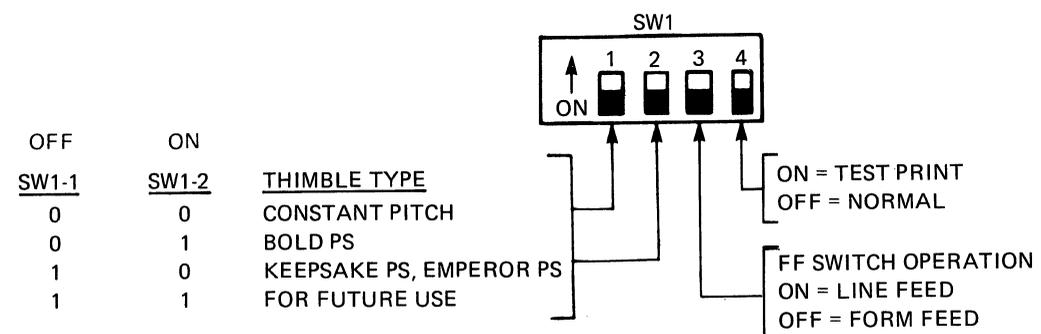 SW1
1 2 3 4
ON
OFF ON
SW1-1 SW1-2 THIMBLE TYPE
0 0 CONSTANT PITCH
0 1 BOLD PS
1 0 KEEPSAKE PS, EMPEROR PS
1 1 FOR FUTURE USE
ON = TEST PRINT
OFF = NORMAL
FF SWITCH OPERATION
ON = LINE FEED
OFF = FORM FEED